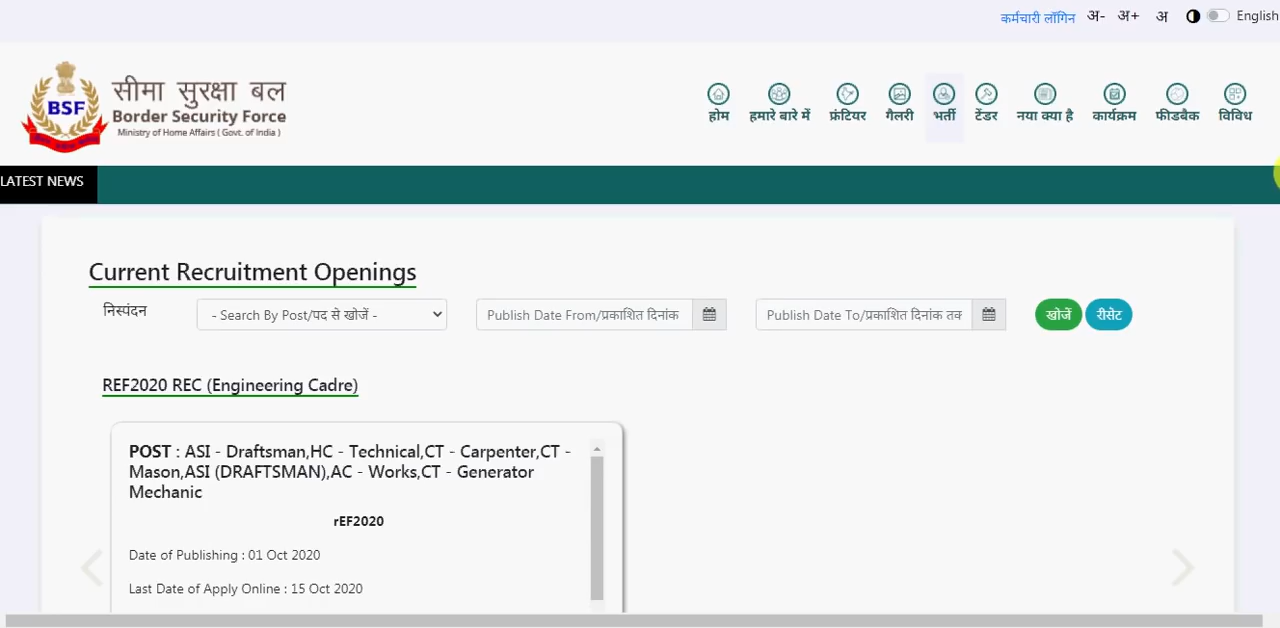 कर्मचारी लॉगिन अ- अ+ अ English
सीमा सुरक्षा बल
BSF
Border Security Force
Ministry of Home Affairs ( Govt. of India )
होम हमारे बारे में फ्रंटियर गैलरी भर्ती टेंडर नया क्या है कार्यक्रम फीडबैक विविध
LATEST NEWS
Current Recruitment Openings
निस्पंदन - Search By Post/पद से खोजें - Publish Date From/प्रकाशित दिनांक Publish Date To/प्रकाशित दिनांक तक खोजें रीसेट
REF2020 REC (Engineering Cadre)
POST : ASI - Draftsman,HC - Technical,CT - Carpenter,CT -
Mason,ASI (DRAFTSMAN),AC - Works,CT - Generator
Mechanic
rEF2020
Date of Publishing : 01 Oct 2020
Last Date of Apply Online : 15 Oct 2020